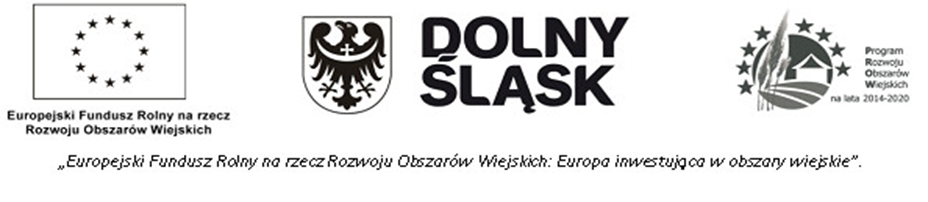 Europejski Fundusz Rolny na rzecz
Rozwoju Obszarów Wiejskich
DOLNY
ŚLĄSK
Program
Rozwoju
Obszarów
Wiejskich
na lata 2014-2020
„Europejski Fundusz Rolny na rzecz Rozwoju Obszarów Wiejskich: Europa inwestująca w obszary wiejskie”.